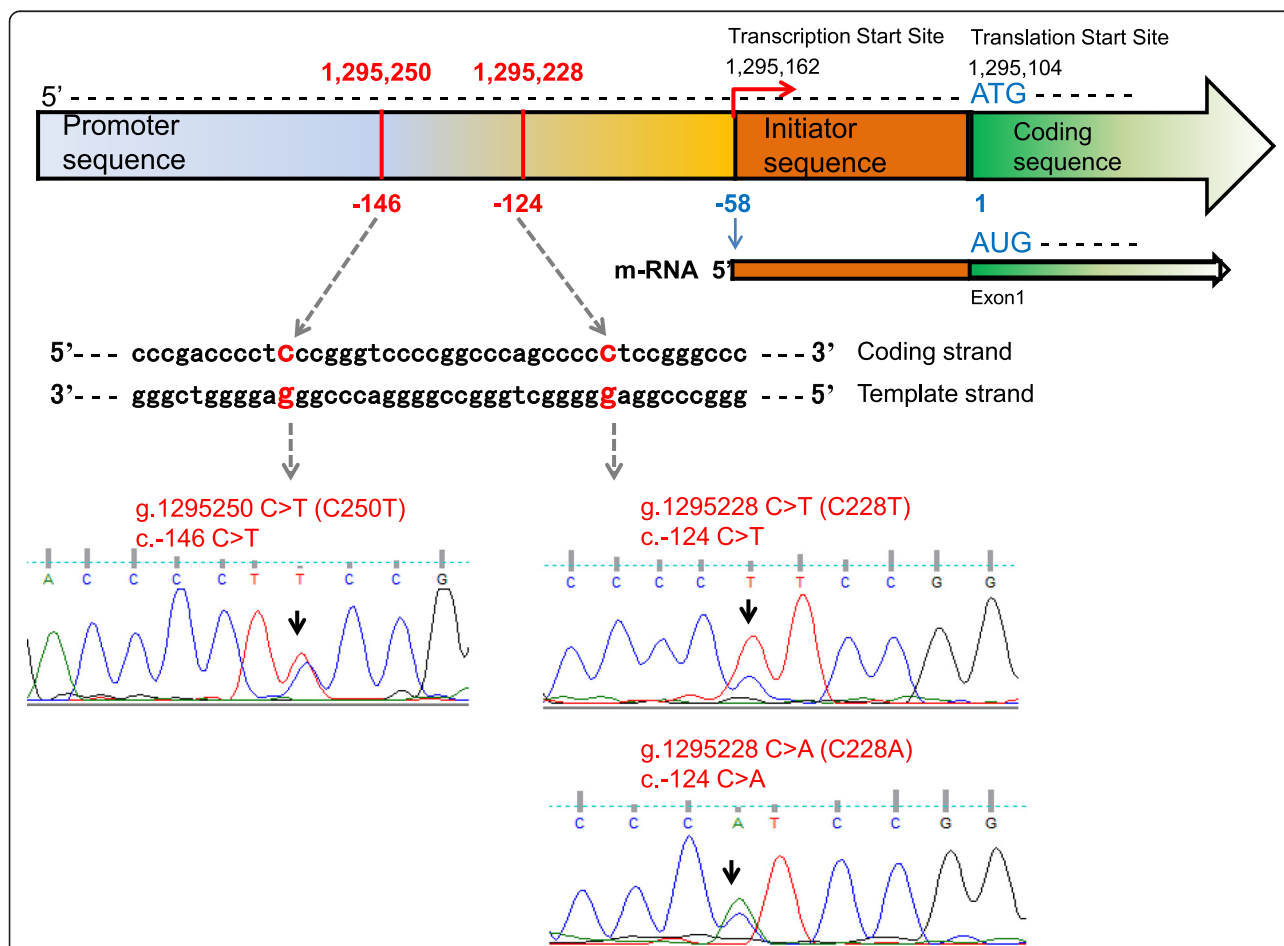 Transcription Start Site
1,295,162
Translation Start Site
1,295,104
1,295,250
1,295,228
5’ - - - - - - - - - - - - - - - - - - - - - - - - - - - - - - - - - - - - - - - - - - - - - - - - - - - -
ATG - - - - - - -
Promoter
sequence
Initiator
sequence
Coding
sequence
-146
-124
-58
1
AUG - - - - - - -
m-RNA 5’
Exon1
5’--- cccgacccctCccgggtccccggcccagccccCtccgggccc --- 3’ Coding strand
3’--- gggctggggagggcccaggggccgggtcgggggaggcccggg --- 5’ Template strand
g.1295250 C>T (C250T)
c.-146 C>T
A C C C C T T C C G
g.1295228 C>T (C228T)
c.-124 C>T
C C C C T T C C G G
g.1295228 C>A (C228A)
c.-124 C>A
C C C A T C C G G